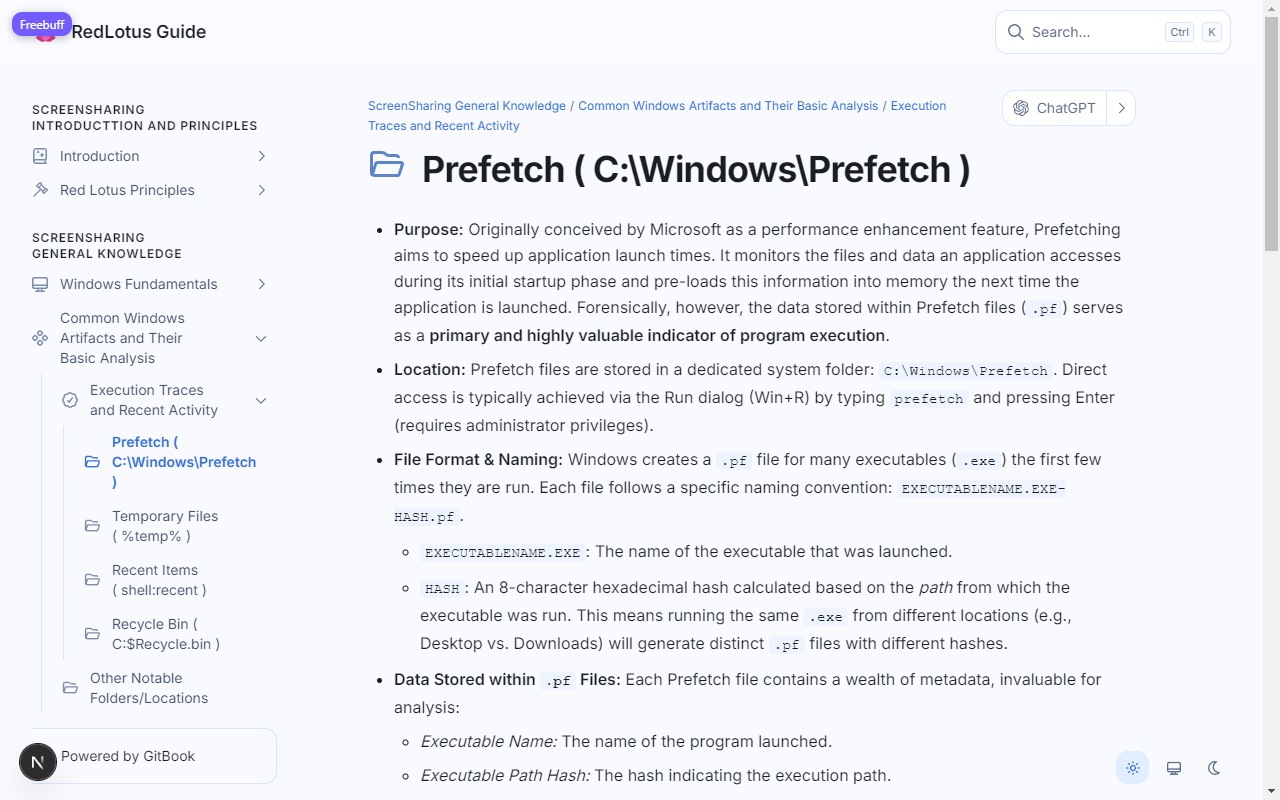 Freebuff
RedLotus Guide
Search...
Ctrl
K
SCREENSHARING
INTRODUCTTION AND PRINCIPLES
Introduction
Red Lotus Principles
SCREENSHARING
GENERAL KNOWLEDGE
Windows Fundamentals
Common Windows
Artifacts and Their
Basic Analysis
Execution Traces
and Recent Activity
Prefetch (
C:\Windows\Prefetch
)
Temporary Files
( %temp% )
Recent Items
( shell:recent )
Recycle Bin (
C:$Recycle.bin )
Other Notable
Folders/Locations
N
Powered by GitBook
ScreenSharing General Knowledge / Common Windows Artifacts and Their Basic Analysis / Execution
Traces and Recent Activity
ChatGPT
Prefetch ( C:\Windows\Prefetch )
• Purpose: Originally conceived by Microsoft as a performance enhancement feature, Prefetching
aims to speed up application launch times. It monitors the files and data an application accesses
during its initial startup phase and pre-loads this information into memory the next time the
application is launched. Forensically, however, the data stored within Prefetch files ( .pf ) serves
as a primary and highly valuable indicator of program execution.
• Location: Prefetch files are stored in a dedicated system folder: C:\Windows\Prefetch. Direct
access is typically achieved via the Run dialog (Win+R) by typing prefetch and pressing Enter
(requires administrator privileges).
• File Format & Naming: Windows creates a .pf file for many executables ( .exe ) the first few
times they are run. Each file follows a specific naming convention: EXECUTABLENAME.EXE-
HASH.pf .
◦ EXECUTABLENAME.EXE : The name of the executable that was launched.
◦ HASH : An 8-character hexadecimal hash calculated based on the path from which the
executable was run. This means running the same .exe from different locations (e.g.,
Desktop vs. Downloads) will generate distinct .pf files with different hashes.
• Data Stored within .pf Files: Each Prefetch file contains a wealth of metadata, invaluable for
analysis:
◦ Executable Name: The name of the program launched.
◦ Executable Path Hash: The hash indicating the execution path.